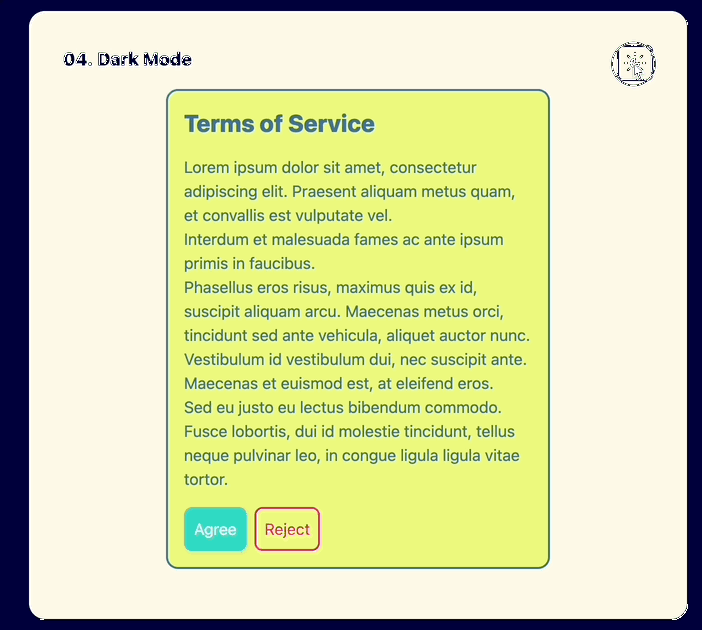 04. Dark Mode
Terms of Service
Lorem ipsum dolor sit amet, consectetur
adipiscing elit. Praesent aliquam metus quam,
et convallis est vulputate vel.
Interdum et malesuada fames ac ante ipsum
primis in faucibus.
Phasellus eros risus, maximus quis ex id,
suscipit aliquam arcu. Maecenas metus orci,
tincidunt sed ante vehicula, aliquet auctor nunc.
Vestibulum id vestibulum dui, nec suscipit ante.
Maecenas et euismod est, at eleifend eros.
Sed eu justo eu lectus bibendum commodo.
Fusce lobortis, dui id molestie tincidunt, tellus
neque pulvinar leo, in congue ligula ligula vitae
tortor.
Agree Reject